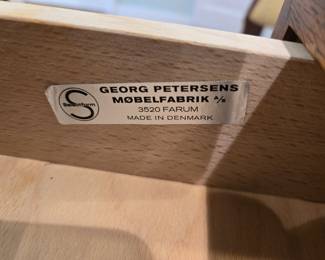 GEORG PETERSENS
MØBELFABRIK A/S
3520 FARUM
MADE IN DENMARK
S